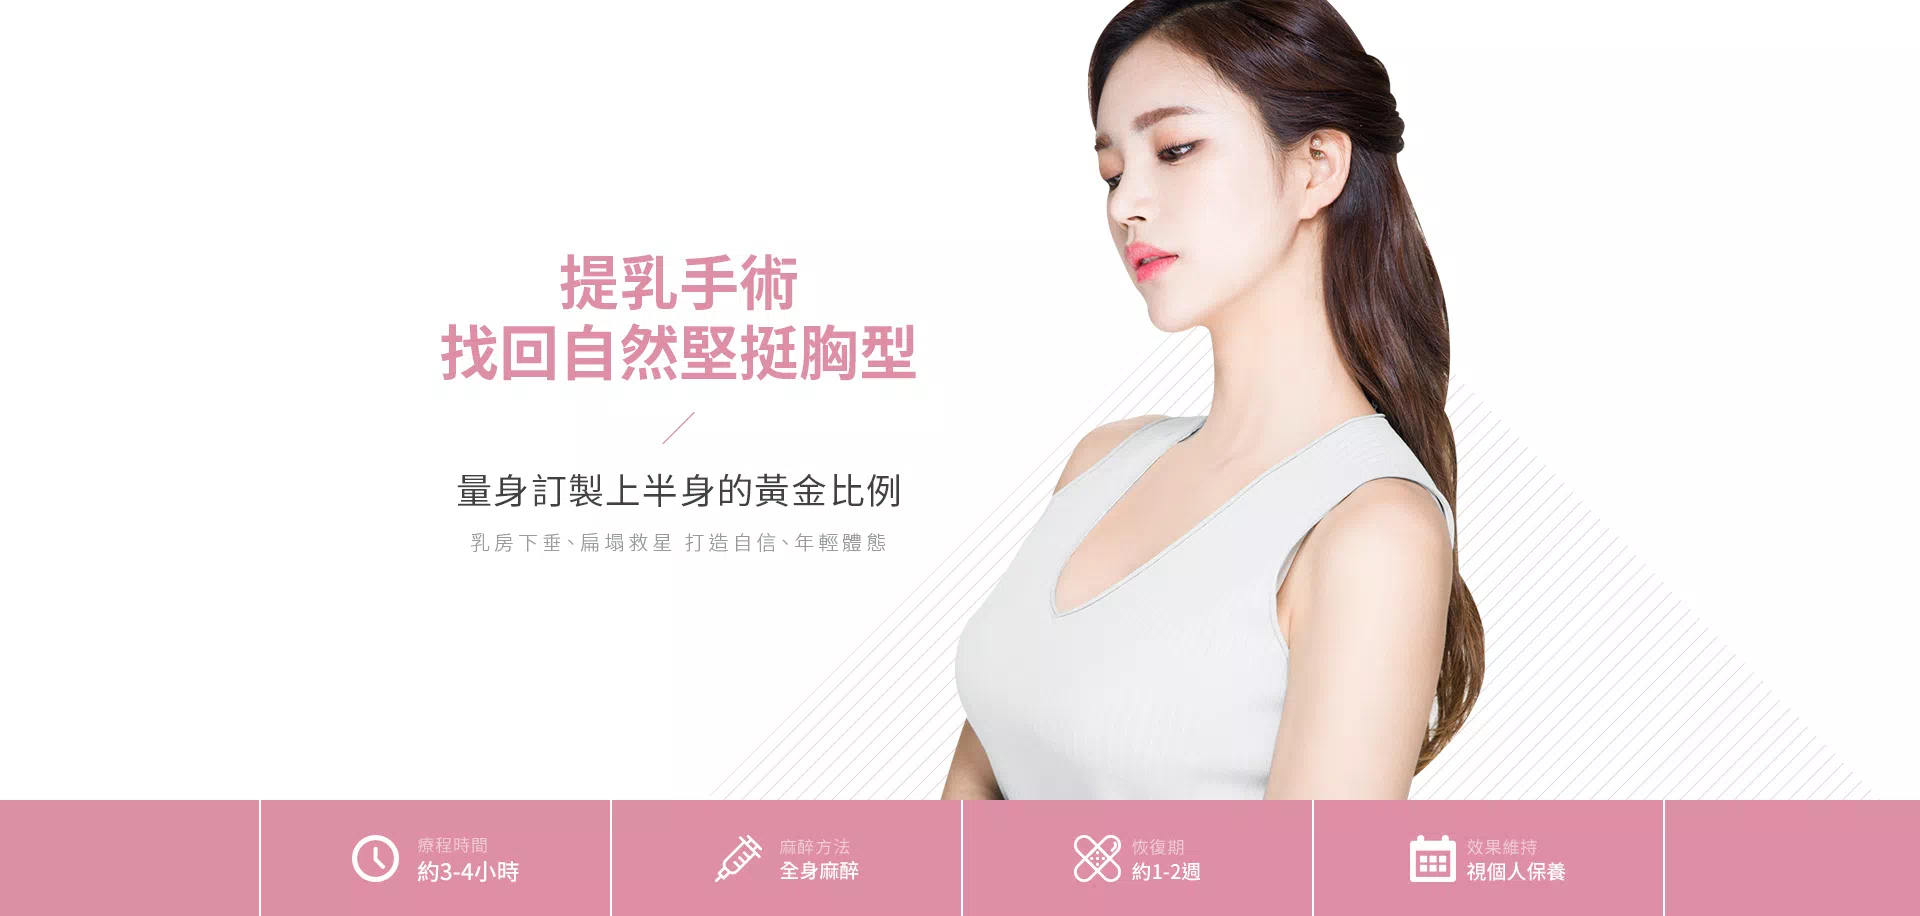 提乳手術
找回自然堅挺胸型
量身訂製上半身的黃金比例
乳房下垂、扁塌救星 打造自信、年輕體態
療程時間
約3-4小時
麻醉方法
全身麻醉
恢復期
約1-2週
效果維持
視個人保養